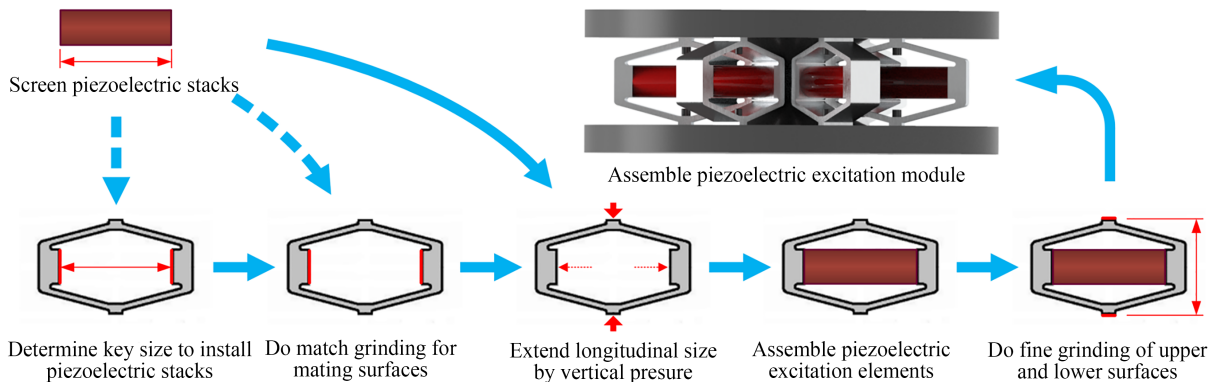 Screen piezoelectric stacks
Assemble piezoelectric excitation module
Determine key size to install
piezoelectric stacks
Do match grinding for
mating surfaces
Extend longitudinal size
by vertical presure
Assemble piezoelectric
excitation elements
Do fine grinding of upper
and lower surfaces